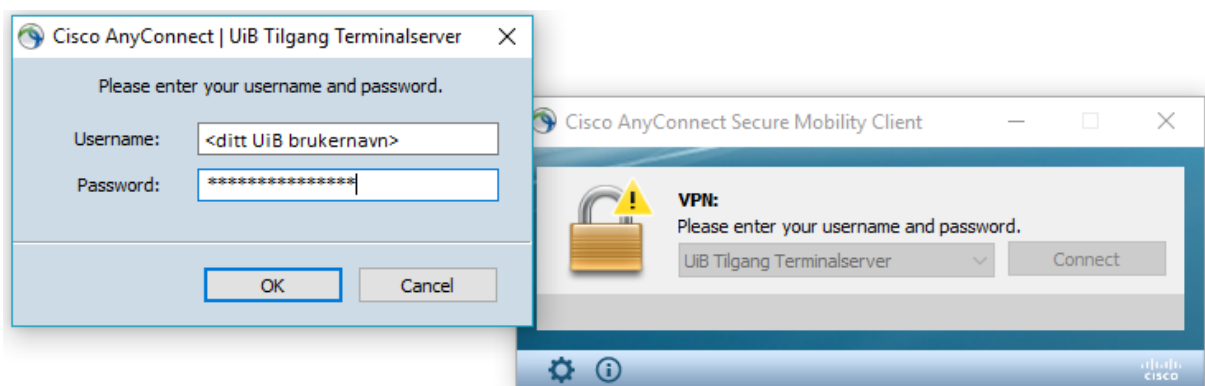 Cisco AnyConnect | UiB Tilgang Terminalserver
Please enter your username and password.
Username: <ditt UiB brukernavn>
Password: ***************
OK Cancel
Cisco AnyConnect Secure Mobility Client
VPN:
Please enter your username and password.
UiB Tilgang Terminalserver Connect
CISCO